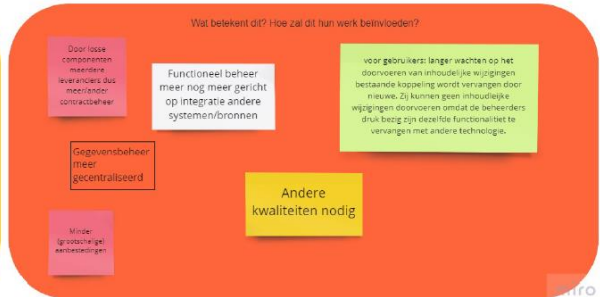 Wat betekent dit? Hoe zal dit hun werk beïnvloeden?
Door losse
componenten
meerdere
leveranciers dus
meer/ander
contractbeheer
Functioneel beheer
meer nog meer gericht
op integratie andere
systemen/bronnen
voor gebruikers: langer wachten op het
doorvoeren van inhoudelijke wijzigingen
bestaande koppeling wordt vervangen door
nieuwe. Zij kunnen geen inhoudleijke
wijzigingen doorvoeren omdat de beheerders
druk bezig zijn dezelfde functionalitiet te
vervangen met andere technologie.
Gegevensbeheer
meer
gecentraliseerd
Andere
kwaliteiten nodig
Minder
(grootschalige)
aanbestedingen
miro